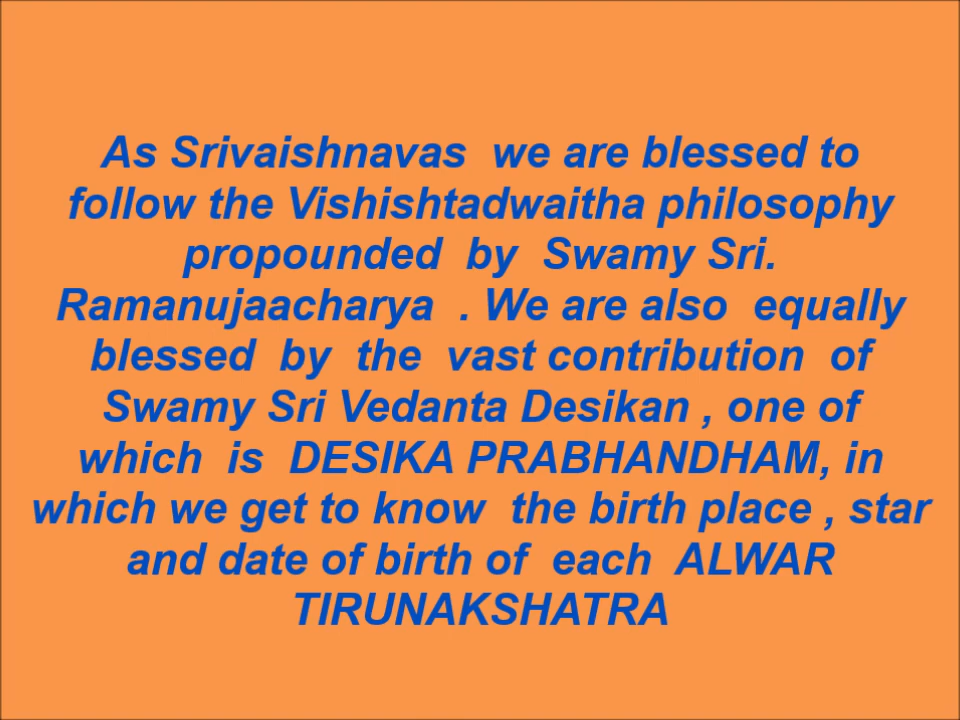 As Srivaishnavas  we are blessed to
follow the Vishishtadwaitha philosophy
propounded  by  Swamy Sri.
Ramanujaacharya  . We are also  equally
blessed  by  the  vast contribution  of
Swamy Sri Vedanta Desikan , one of
which  is  DESIKA PRABHANDHAM, in
which we get to know  the birth place , star
and date of birth of  each  ALWAR
TIRUNAKSHATRA